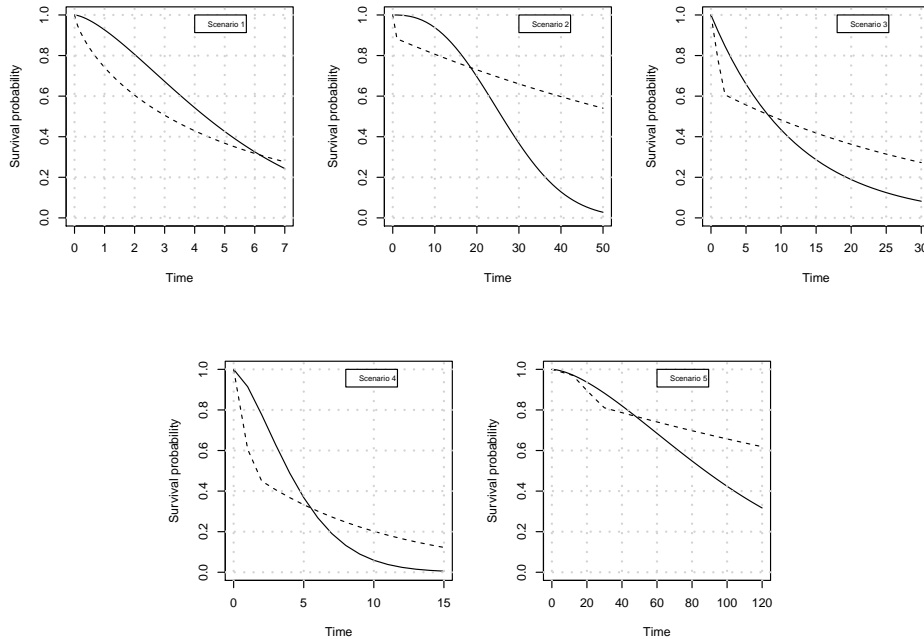 Scenario 1
Survival probability
0.0 0.2 0.4 0.6 0.8 1.0
0 1 2 3 4 5 6 7
Time
Scenario 2
Survival probability
0.0 0.2 0.4 0.6 0.8 1.0
0 10 20 30 40 50
Time
Scenario 3
Survival probability
0.0 0.2 0.4 0.6 0.8 1.0
0 5 10 15 20 25 30
Time
Scenario 4
Survival probability
0.0 0.2 0.4 0.6 0.8 1.0
0 5 10 15
Time
Scenario 5
Survival probability
0.0 0.2 0.4 0.6 0.8 1.0
0 20 40 60 80 100 120
Time